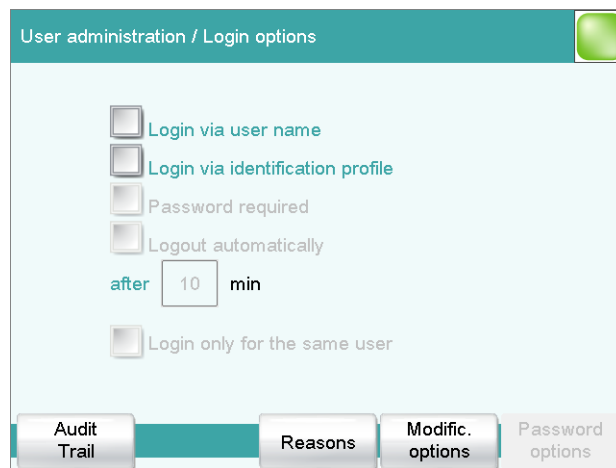 User administration / Login options
Login via user name
Login via identification profile
Password required
Logout automatically
after 10 min
Login only for the same user
Audit
Trail
Reasons
Modific.
options
Password
options